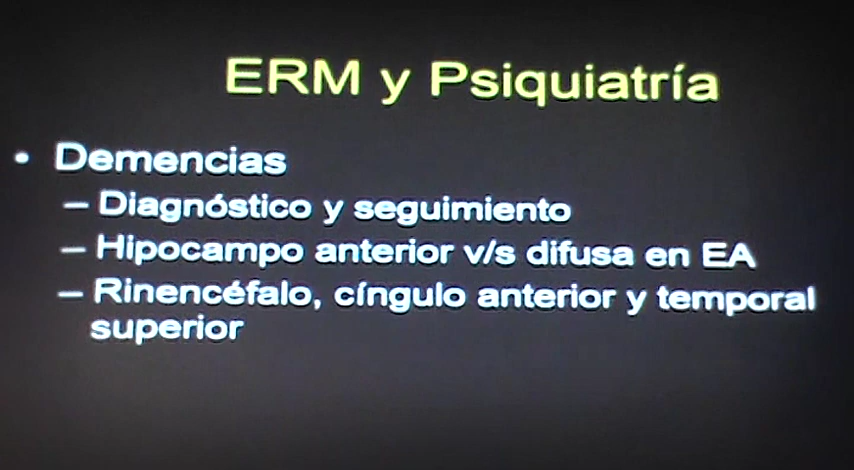 ERM y Psiquiatría
• Demencias
– Diagnóstico y seguimiento
– Hipocampo anterior v/s difusa en EA
– Rinencéfalo, cíngulo anterior y temporal
superior